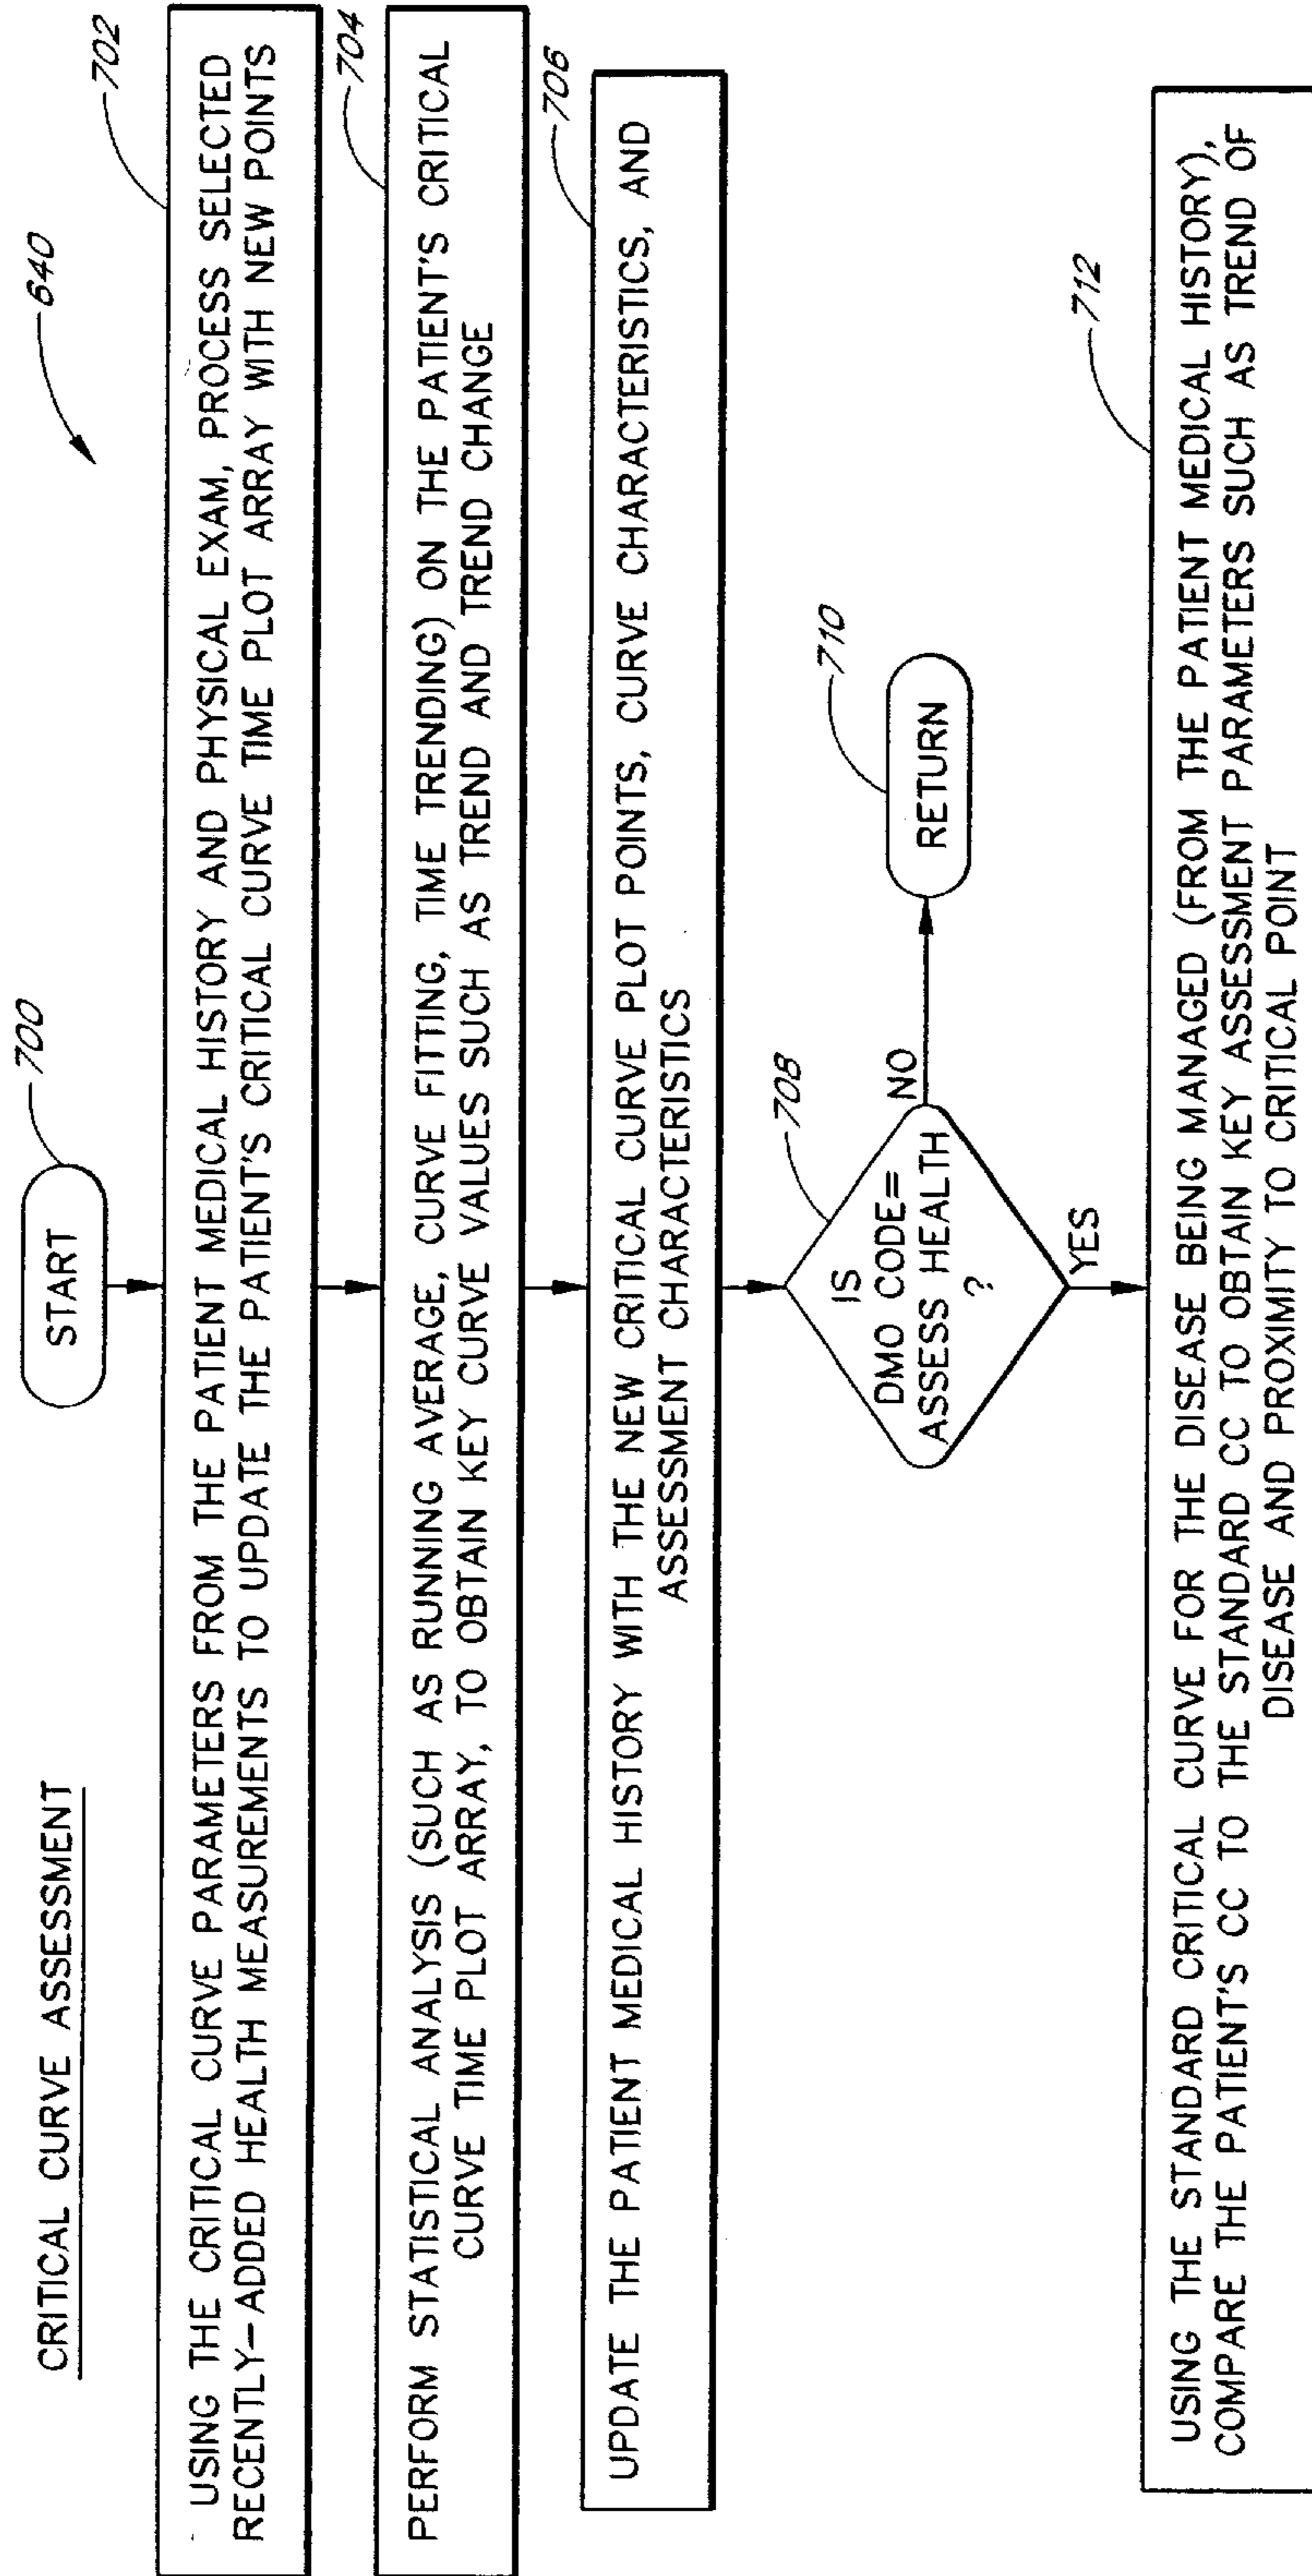 CRITICAL CURVE ASSESSMENT
640
START
700
702
USING THE CRITICAL CURVE PARAMETERS FROM THE PATIENT MEDICAL HISTORY AND PHYSICAL EXAM, PROCESS SELECTED
RECENTLY-ADDED HEALTH MEASUREMENTS TO UPDATE THE PATIENT'S CRITICAL CURVE TIME PLOT ARRAY WITH NEW POINTS
704
PERFORM STATISTICAL ANALYSIS (SUCH AS RUNNING AVERAGE, CURVE FITTING, TIME TRENDING) ON THE PATIENT'S CRITICAL
CURVE TIME PLOT ARRAY, TO OBTAIN KEY CURVE VALUES SUCH AS TREND AND TREND CHANGE
706
UPDATE THE PATIENT MEDICAL HISTORY WITH THE NEW CRITICAL CURVE PLOT POINTS, CURVE CHARACTERISTICS, AND
ASSESSMENT CHARACTERISTICS
708
IS
DMO CODE=
ASSESS HEALTH
?
NO
710
RETURN
YES
712
USING THE STANDARD CRITICAL CURVE FOR THE DISEASE BEING MANAGED (FROM THE PATIENT MEDICAL HISTORY),
COMPARE THE PATIENT'S CC TO THE STANDARD CC TO OBTAIN KEY ASSESSMENT PARAMETERS SUCH AS TREND OF
DISEASE AND PROXIMITY TO CRITICAL POINT